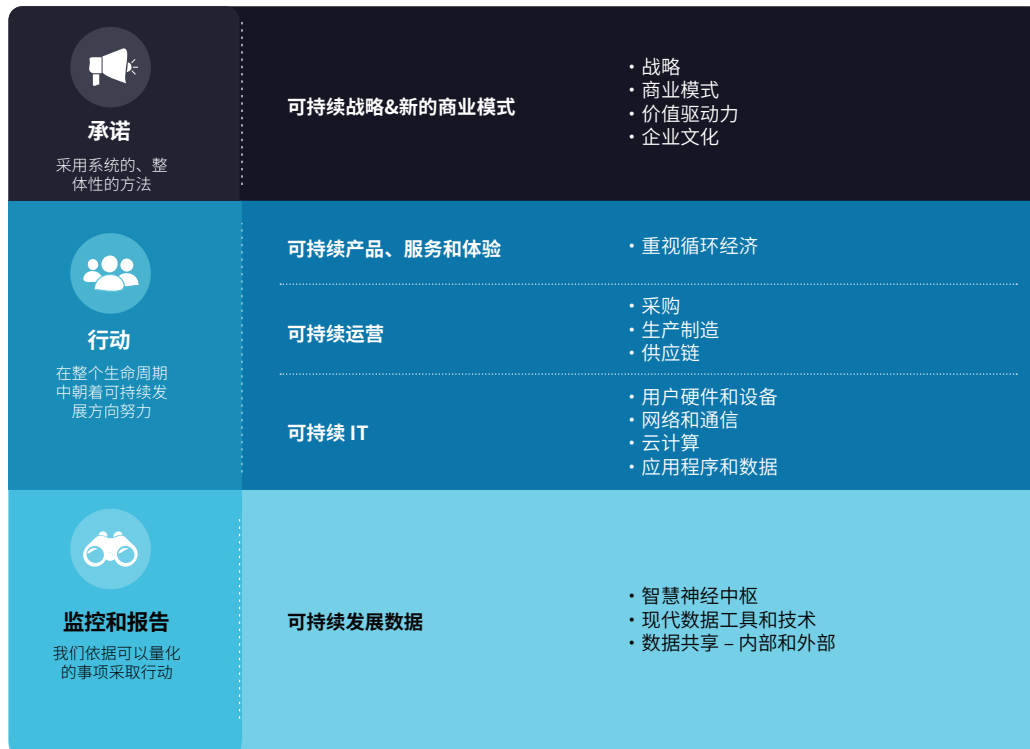 承诺
采用系统的、整
体性的方法
可持续战略&新的商业模式
• 战略
• 商业模式
• 价值驱动力
• 企业文化
行动
在整个生命周期
中朝着可持续发
展方向努力
可持续产品、服务和体验
• 重视循环经济
可持续运营
• 采购
• 生产制造
• 供应链
可持续 IT
• 用户硬件和设备
• 网络和通信
• 云计算
• 应用程序和数据
监控和报告
我们依据可以量化
的事项采取行动
可持续发展数据
• 智慧神经中枢
• 现代数据工具和技术
• 数据共享 – 内部和外部